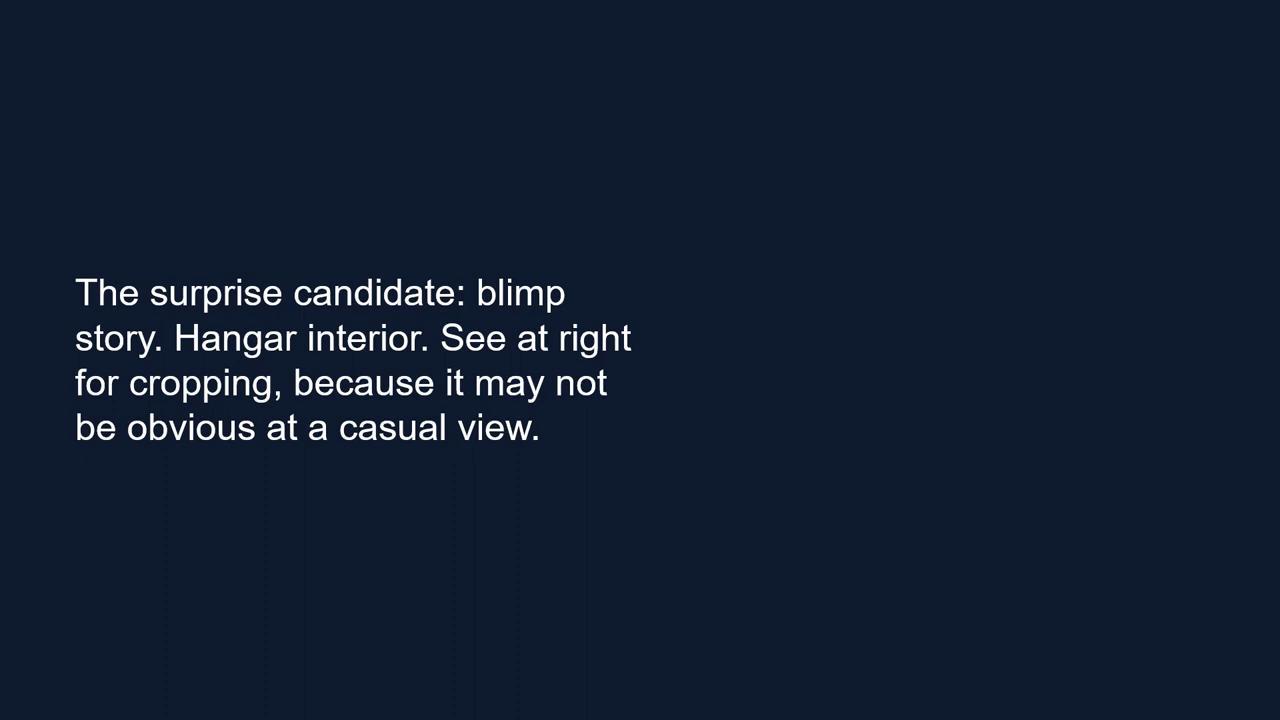 The surprise candidate: blimp
story. Hangar interior. See at right
for cropping, because it may not
be obvious at a casual view.